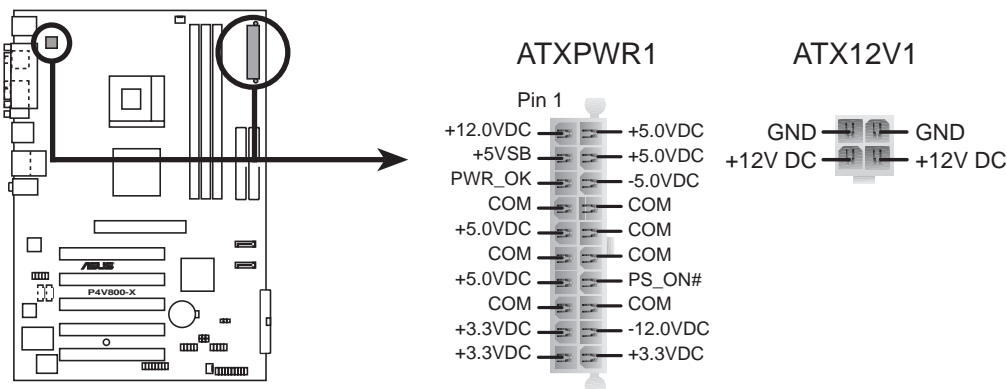 ATXPWR1
ATX12V1
Pin 1
+12.0VDC +5.0VDC
+5VSB +5.0VDC
PWR_OK -5.0VDC
COM COM
+5.0VDC COM
COM COM
+5.0VDC PS_ON#
COM COM
+3.3VDC -12.0VDC
+3.3VDC +3.3VDC
GND GND
+12V DC +12V DC
ASUS
P4V800-X